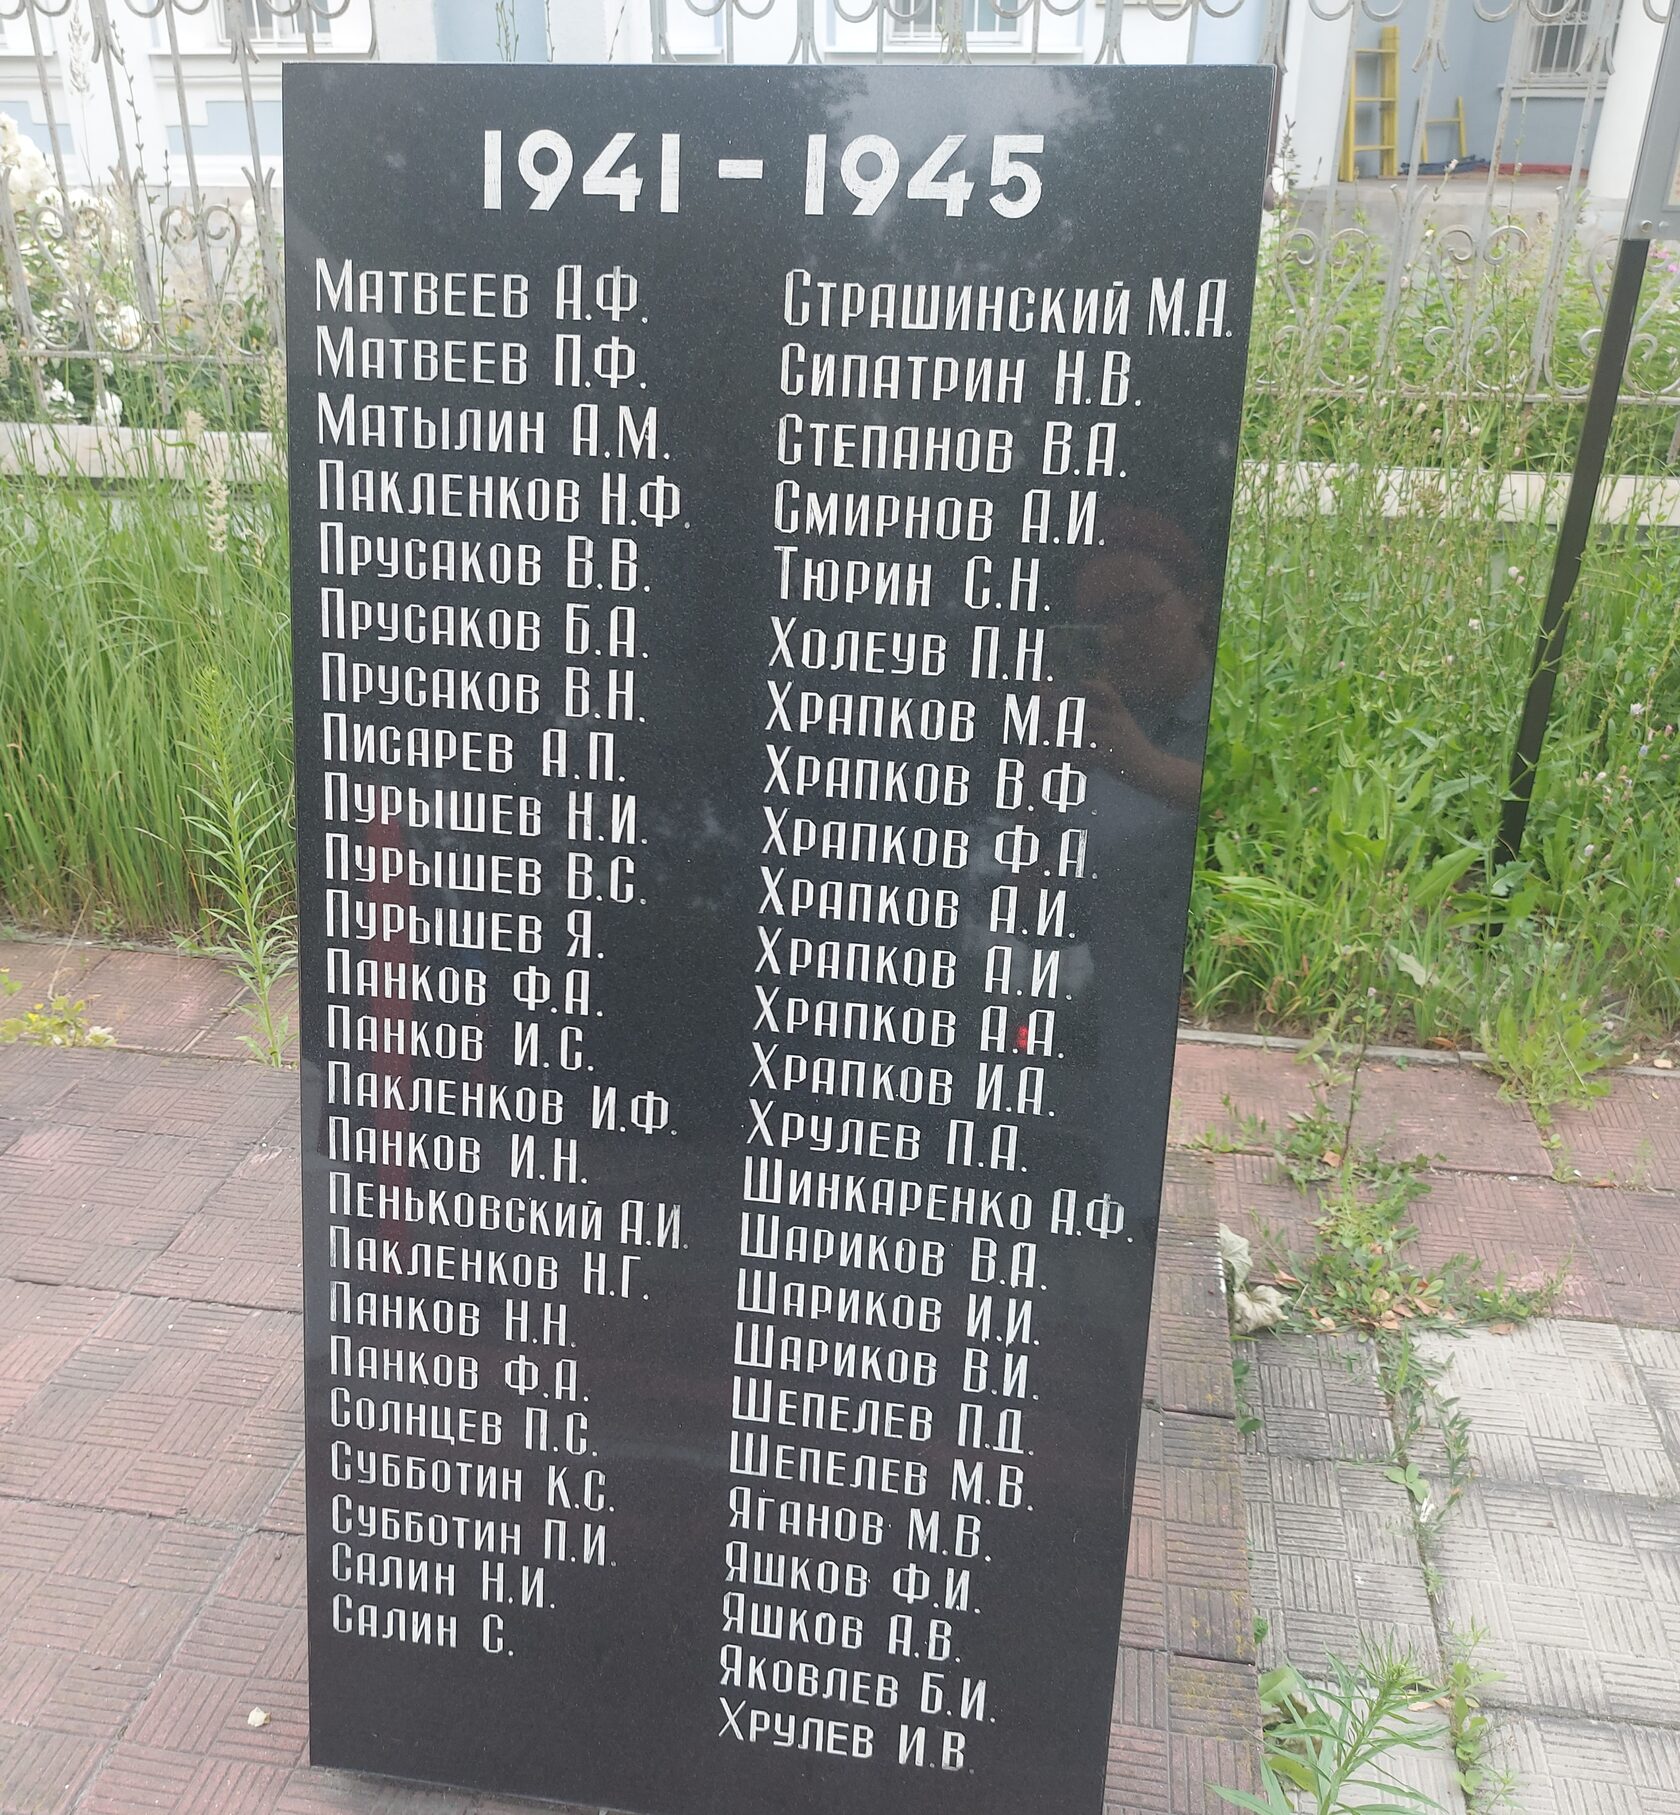 1941 - 1945
Матвеев А.Ф.
Матвеев П.Ф.
Матылин А.М.
Пакленков Н.Ф.
Прусаков В.В.
Прусаков Б.А.
Прусаков В.Н.
Писарев А.П.
Пурышев Н.И.
Пурышев В.С.
Пурышев Я.
Панков Ф.А.
Панков И.С.
Пакленков И.Ф.
Панков И.Н.
Пеньковский А.И.
Пакленков Н.Г.
Панков Н.Н.
Панков Ф.А.
Солнцев П.С.
Субботин К.С.
Субботин П.И.
Салин Н.И.
Салин С.
Страшинский М.А.
Сипатрин Н.В.
Степанов В.А.
Смирнов А.И.
Тюрин С.Н.
Холеув П.Н.
Храпков М.А.
Храпков В.Ф.
Храпков Ф.А.
Храпков А.И.
Храпков А.И.
Храпков А.А.
Храпков И.А.
Хрулев П.А.
Шинкаренко А.Ф.
Шариков В.А.
Шариков И.И.
Шариков В.И.
Шепелев П.Д.
Шепелев М.В.
Яганов М.В.
Яшков Ф.И.
Яшков А.В.
Яковлев Б.И.
Хрулев И.В.